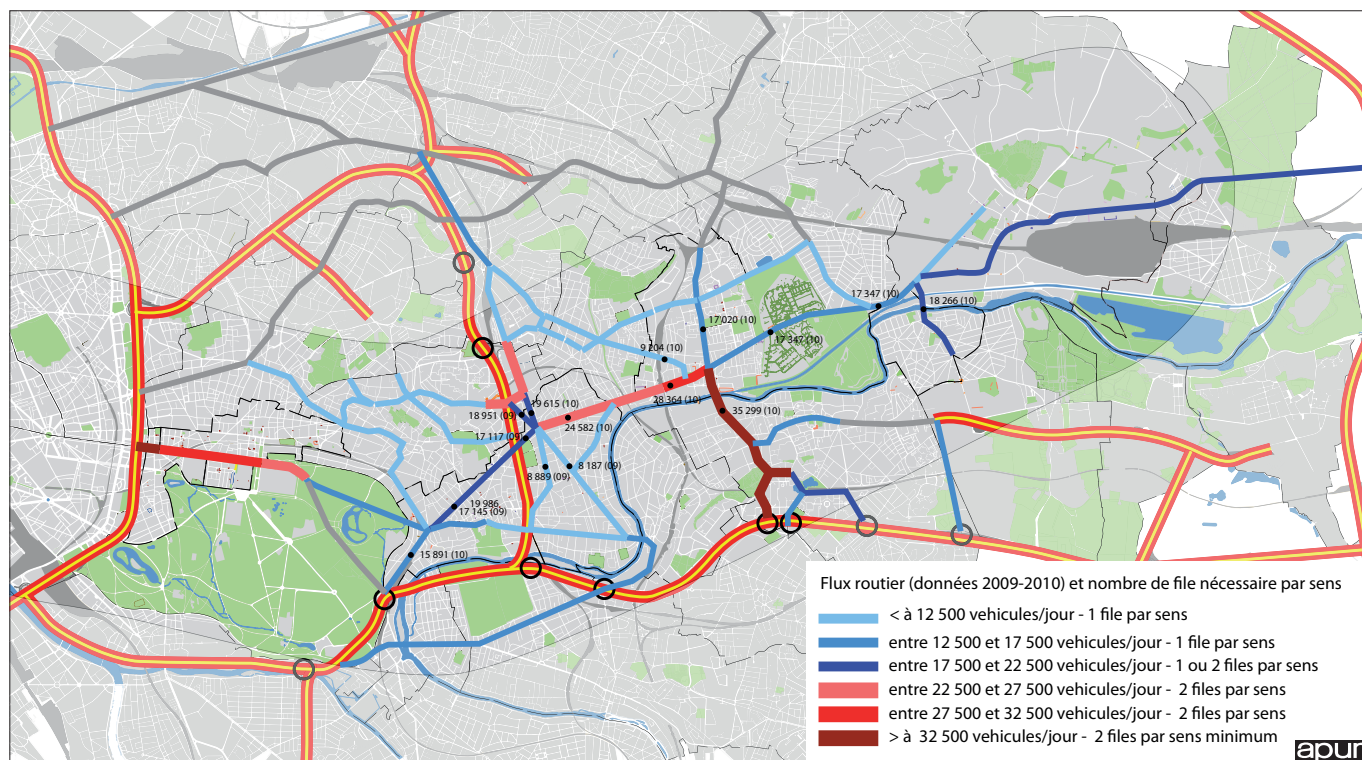 17 347 (10)
18 266 (10)
17 020 (10)
17 347 (10)
9 204 (10)
28 364 (10)
35 299 (10)
19 615 (10)
18 951 (09)
24 582 (10)
17 117 (09)
8 187 (09)
8 889 (09)
19 986
17 145 (09)
15 891 (10)
Flux routier (données 2009-2010) et nombre de file nécessaire par sens
< à 12 500 vehicules/jour - 1 file par sens
entre 12 500 et 17 500 vehicules/jour - 1 file par sens
entre 17 500 et 22 500 vehicules/jour - 1 ou 2 files par sens
entre 22 500 et 27 500 vehicules/jour - 2 files par sens
entre 27 500 et 32 500 vehicules/jour - 2 files par sens
> à 32 500 vehicules/jour - 2 files par sens minimum
apur